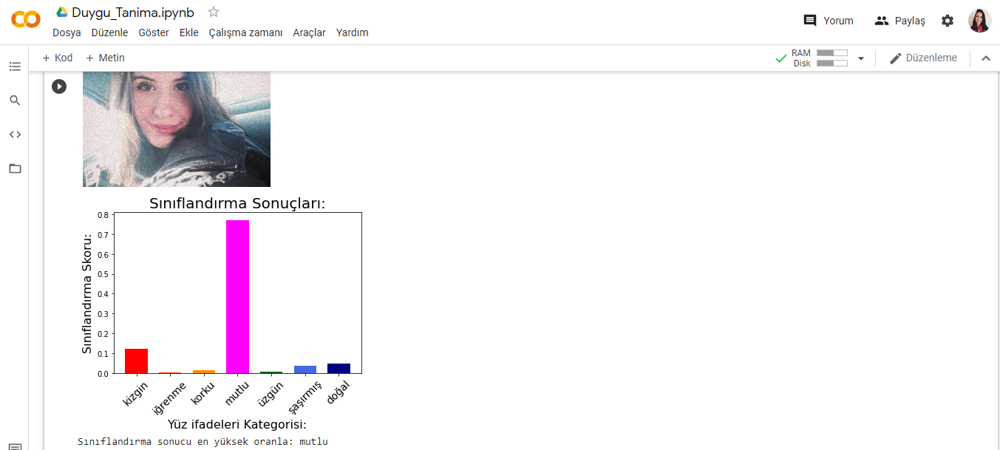 Duygu_Tanima.ipynb
Dosya Düzenle Göster Ekle Çalışma zamanı Araçlar Yardım
Yorum Paylaş
+ Kod + Metin
RAM
Disk
Düzenleme
Sınıflandırma Sonuçları:
Sınıflandırma Skoru:
0.8
0.7
0.6
0.5
0.4
0.3
0.2
0.1
0.0
kizgin iğrenme korku mutlu üzgün şaşırmış doğal
Yüz ifadeleri Kategorisi:
Sınıflandırma sonucu en yüksek oranla: mutlu